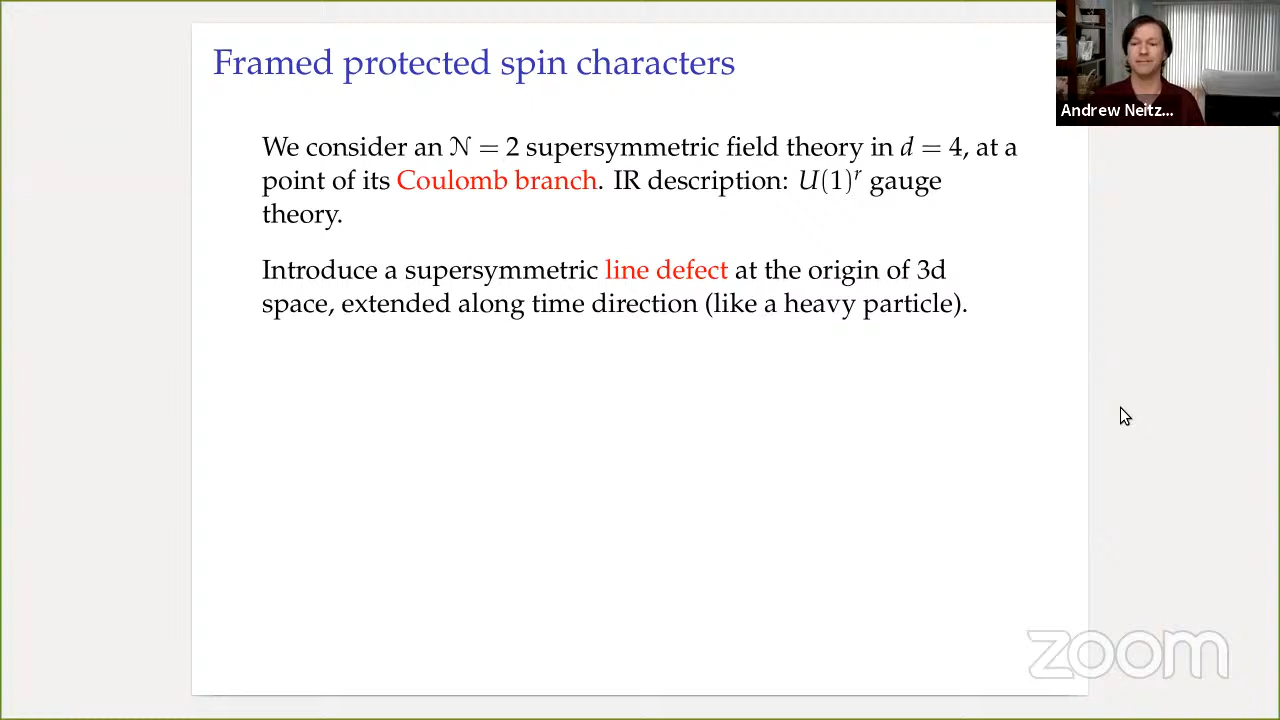 Framed protected spin characters
We consider an 𝒩 = 2 supersymmetric field theory in d = 4, at a
point of its Coulomb branch. IR description: U(1)ʳ gauge
theory.
Introduce a supersymmetric line defect at the origin of 3d
space, extended along time direction (like a heavy particle).
Andrew Neitz...
zoom